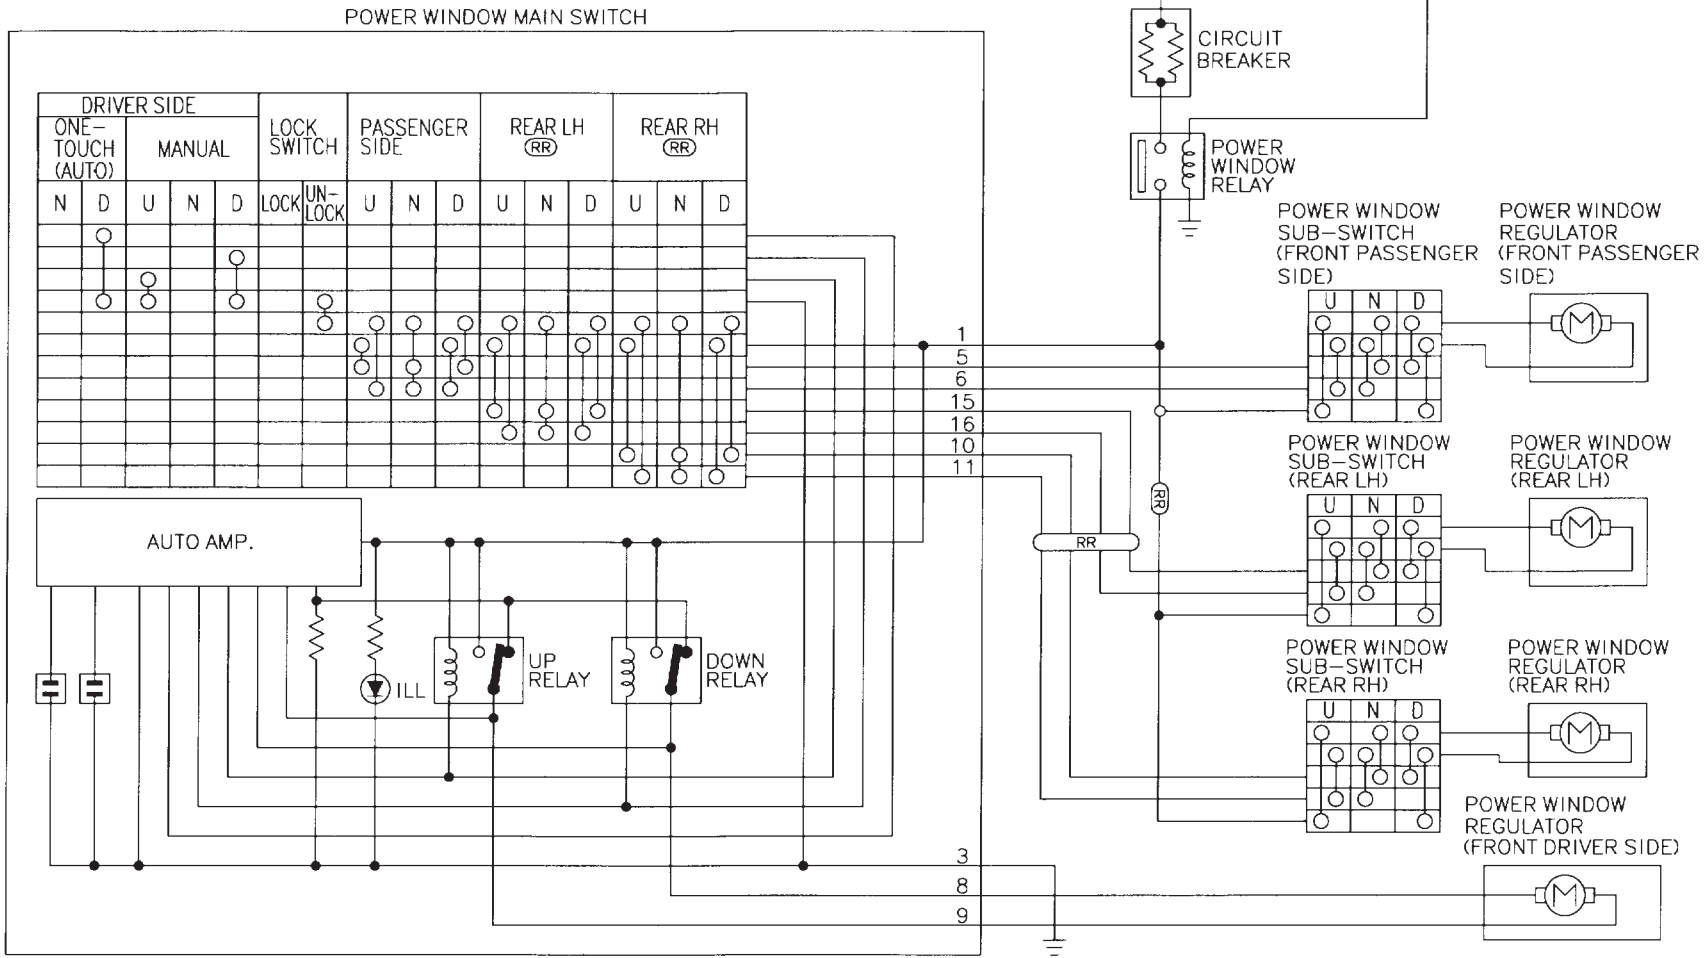 POWER WINDOW MAIN SWITCH
CIRCUIT
BREAKER
POWER
WINDOW
RELAY
DRIVER SIDE
ONE-
TOUCH
(AUTO)
MANUAL
LOCK
SWITCH
PASSENGER
SIDE
REAR LH
RR
REAR RH
RR
N D U N D LOCK UN-
LOCK U N D U N D U N D
POWER WINDOW
SUB-SWITCH
(FRONT PASSENGER
SIDE)
U N D
POWER WINDOW
REGULATOR
(FRONT PASSENGER
SIDE)
M
1
5
6
15
16
10
11
RR
RR
POWER WINDOW
SUB-SWITCH
(REAR LH)
U N D
POWER WINDOW
REGULATOR
(REAR LH)
M
AUTO AMP.
ILL
UP
RELAY
DOWN
RELAY
POWER WINDOW
SUB-SWITCH
(REAR RH)
U N D
POWER WINDOW
REGULATOR
(REAR RH)
M
POWER WINDOW
REGULATOR
(FRONT DRIVER SIDE)
M
3
8
9